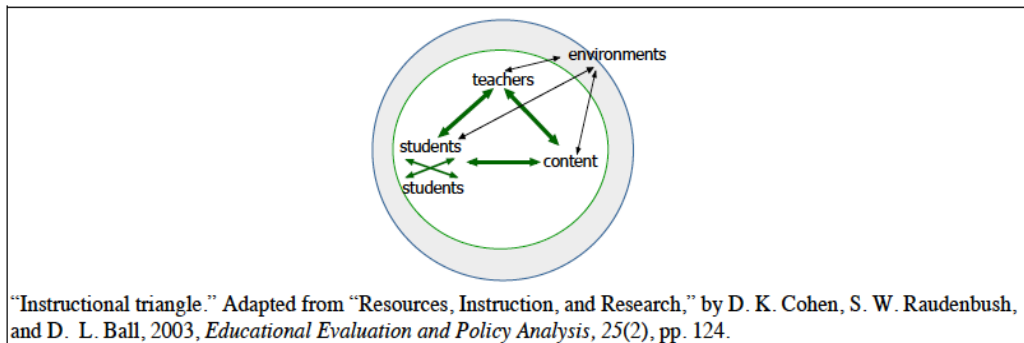 environments
teachers
students
content
students
“Instructional triangle.” Adapted from “Resources, Instruction, and Research,” by D. K. Cohen, S. W. Raudenbush,
and D. L. Ball, 2003, Educational Evaluation and Policy Analysis, 25(2), pp. 124.